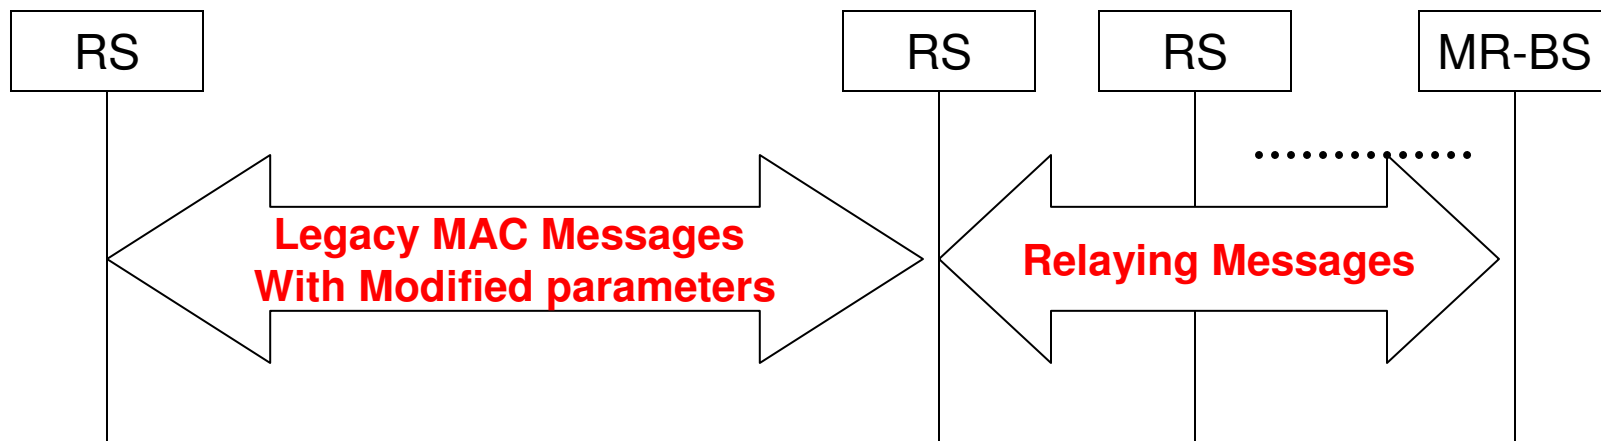 RS
RS
RS
MR-BS
Legacy MAC Messages
With Modified parameters
Relaying Messages